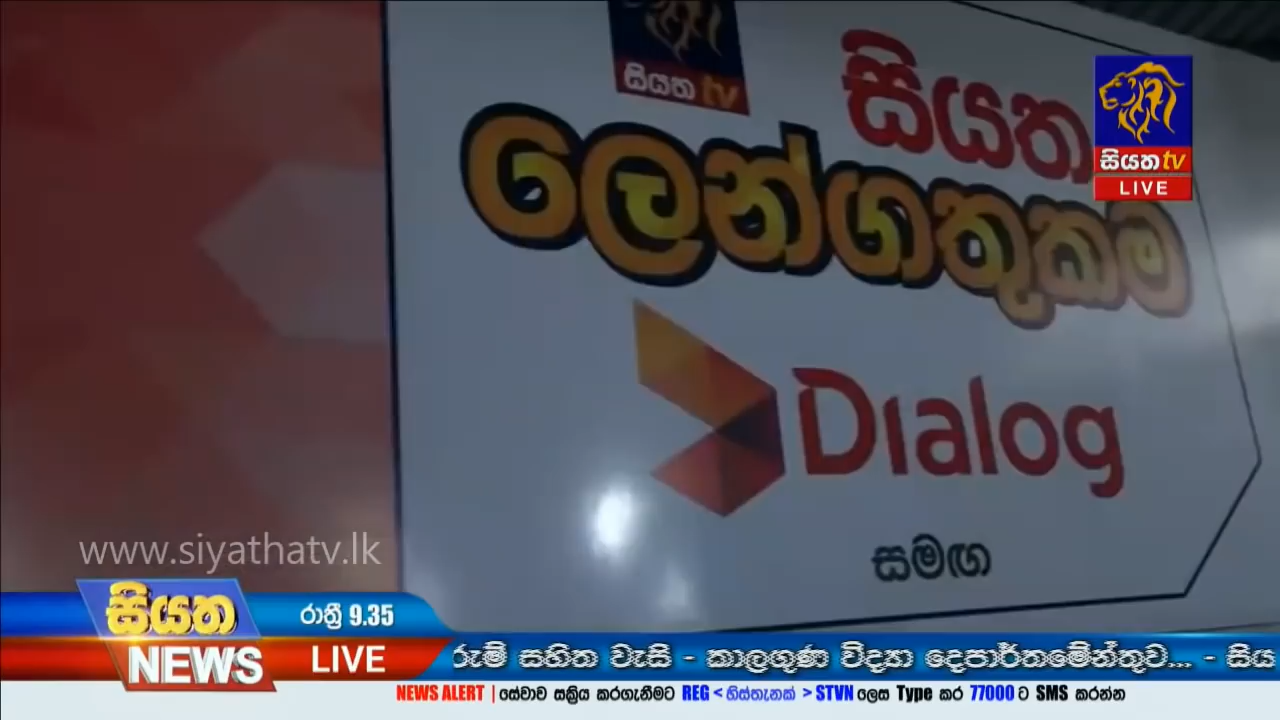 සියත tv
සියත
ලෙන්ගතුකම
Dialog
සමඟ
සියත tv
LIVE
www.siyathatv.lk
සියත
NEWS
රාත්‍රී 9.35
LIVE
රුම් සහිත වැසි - කාලගුණ විද්‍යා දෙපාර්තමේන්තුව... - සිය
NEWS ALERT | සේවාව සක්‍රිය කරගැනීමට REG < හිස්තැනක් > STVN ලෙස Type කර 77000 ට SMS කරන්න